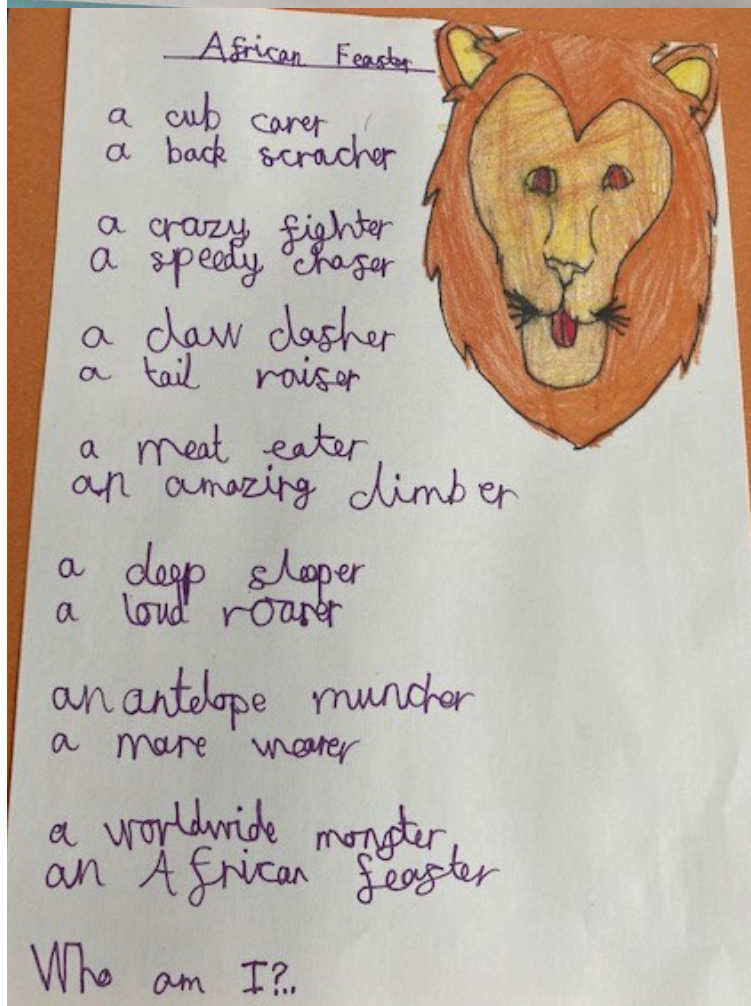 African Feaster
a cub carer
a back scracher
a crazy fighter
a speedy chaser
a claw dasher
a tail raiser
a meat eater
an amazing climber
a deep sleeper
a loud roarer
an antelope muncher
a mane wearer
a worldwide monster
an African feaster
Who am I?..